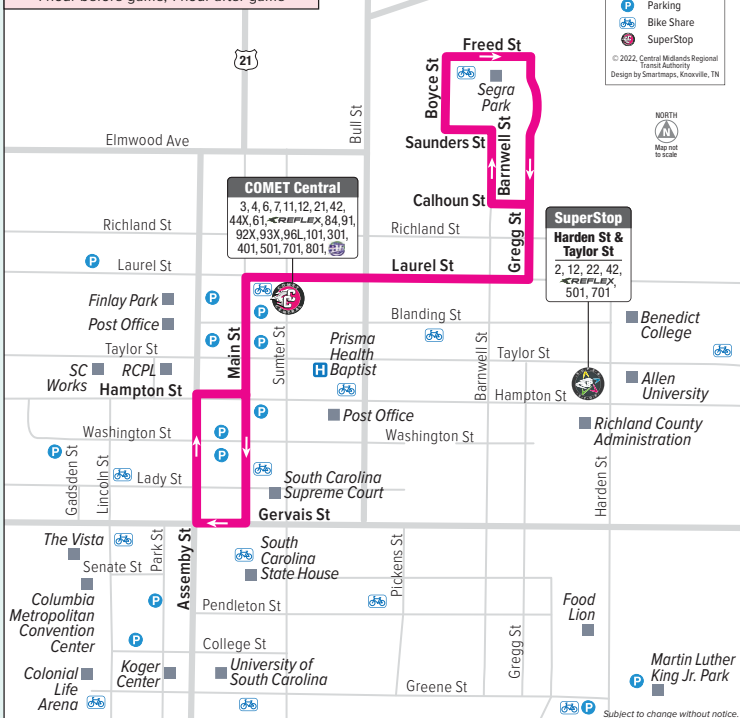 Parking
Bike Share
SuperStop
© 2022, Central Midlands Regional
Transit Authority
Design by Smartmaps, Knoxville, TN
NORTH
N
Map not
to scale
21
Freed St
Boyce St
Segra
Park
Bull St
Elmwood Ave
Saunders St
Barnwell St
Calhoun St
Gregg St
COMET Central
3, 4, 6, 7, 11, 12, 21, 42,
44X, 61, REFLEX, 84, 91,
92X, 93X, 96L, 101, 301,
401, 501, 701, 801,
SuperStop
Harden St &
Taylor St
2, 12, 22, 42,
REFLEX,
501, 701
Richland St
Richland St
Laurel St
Laurel St
P
Finlay Park
Post Office
Main St
Sumter St
Blanding St
Prisma
Health
Baptist
H
Benedict
College
Taylor St
Taylor St
SC
Works
RCPL
Hampton St
Hampton St
Barnwell St
Allen
University
Post Office
Richland County
Administration
Washington St
Washington St
Gadsden St
Lincoln St
Lady St
South Carolina
Supreme Court
Harden St
Gervais St
The Vista
Park St
Assemby St
South
Carolina
State House
Pickens St
Senate St
Columbia
Metropolitan
Convention
Center
Pendleton St
Food
Lion
College St
Gregg St
Colonial
Life
Arena
Koger
Center
University of
South Carolina
Greene St
Martin Luther
King Jr. Park
Subject to change without notice.